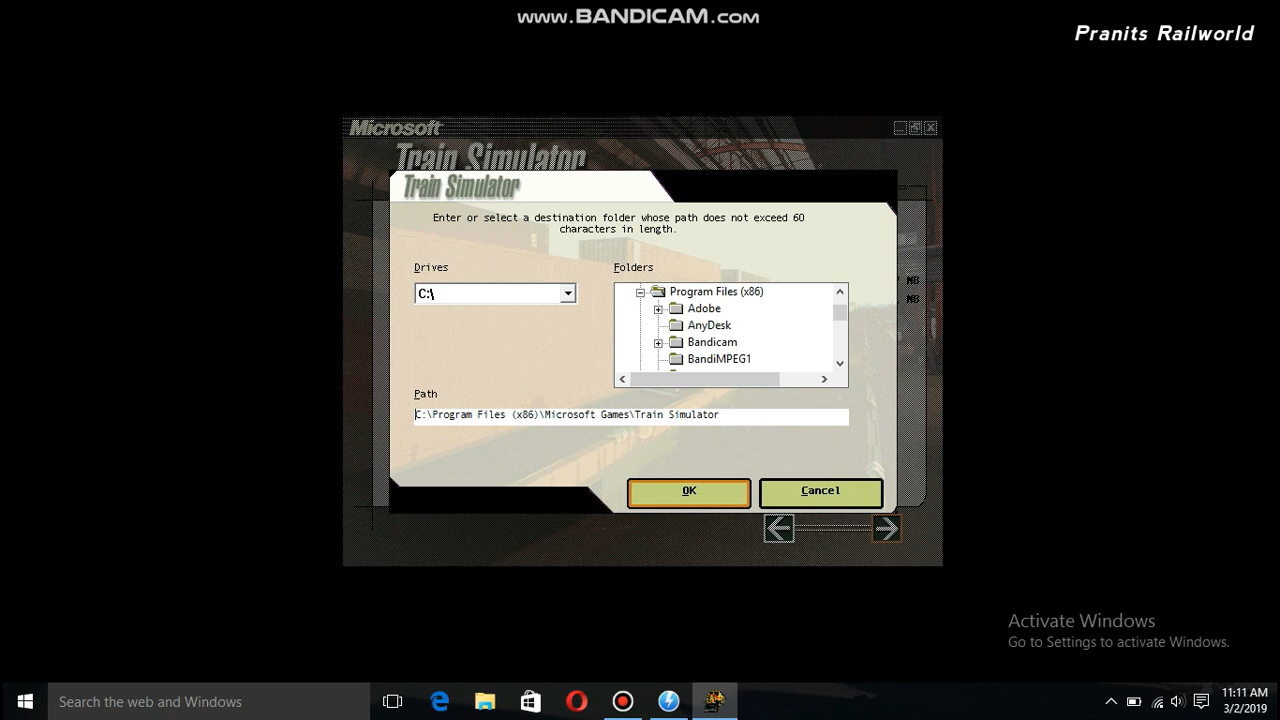 www.BANDICAM.com
Pranits Railworld
Microsoft
Train Simulator
Train Simulator
Enter or select a destination folder whose path does not exceed 60
characters in length.
Drives
Folders
C:\
Program Files (x86)
Adobe
AnyDesk
Bandicam
BandiMPEG1
MB
MB
Path
C:\Program Files (x86)\Microsoft Games\Train Simulator
OK
Cancel
Activate Windows
Go to Settings to activate Windows.
Search the web and Windows
11:11 AM
3/2/2019